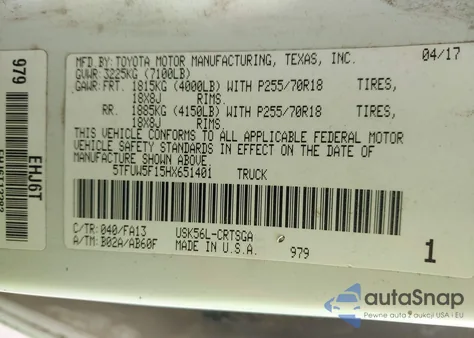 979
EHJ6T
MFD.BY: TOYOTA MOTOR MANUFACTURING, TEXAS, INC. 04/17
GVWR: 3225KG (7100LB)
GAWR: FRT. 1815KG (4000LB) WITH P255/70R18 TIRES,
18X8J RIMS.
RR. 1885KG (4150LB) WITH P255/70R18 TIRES,
18X8J RIMS.
THIS VEHICLE CONFORMS TO ALL APPLICABLE FEDERAL MOTOR
VEHICLE SAFETY STANDARDS IN EFFECT ON THE DATE OF
MANUFACTURE SHOWN ABOVE.
5TFUW5F15HX651401 TRUCK
C/TR: 040/FA13 USK56L-CRTSGA
A/TM: B02A/AB60F MADE IN U.S.A. 979 1
autoSnap
Pewne auta z aukcji USA i EU